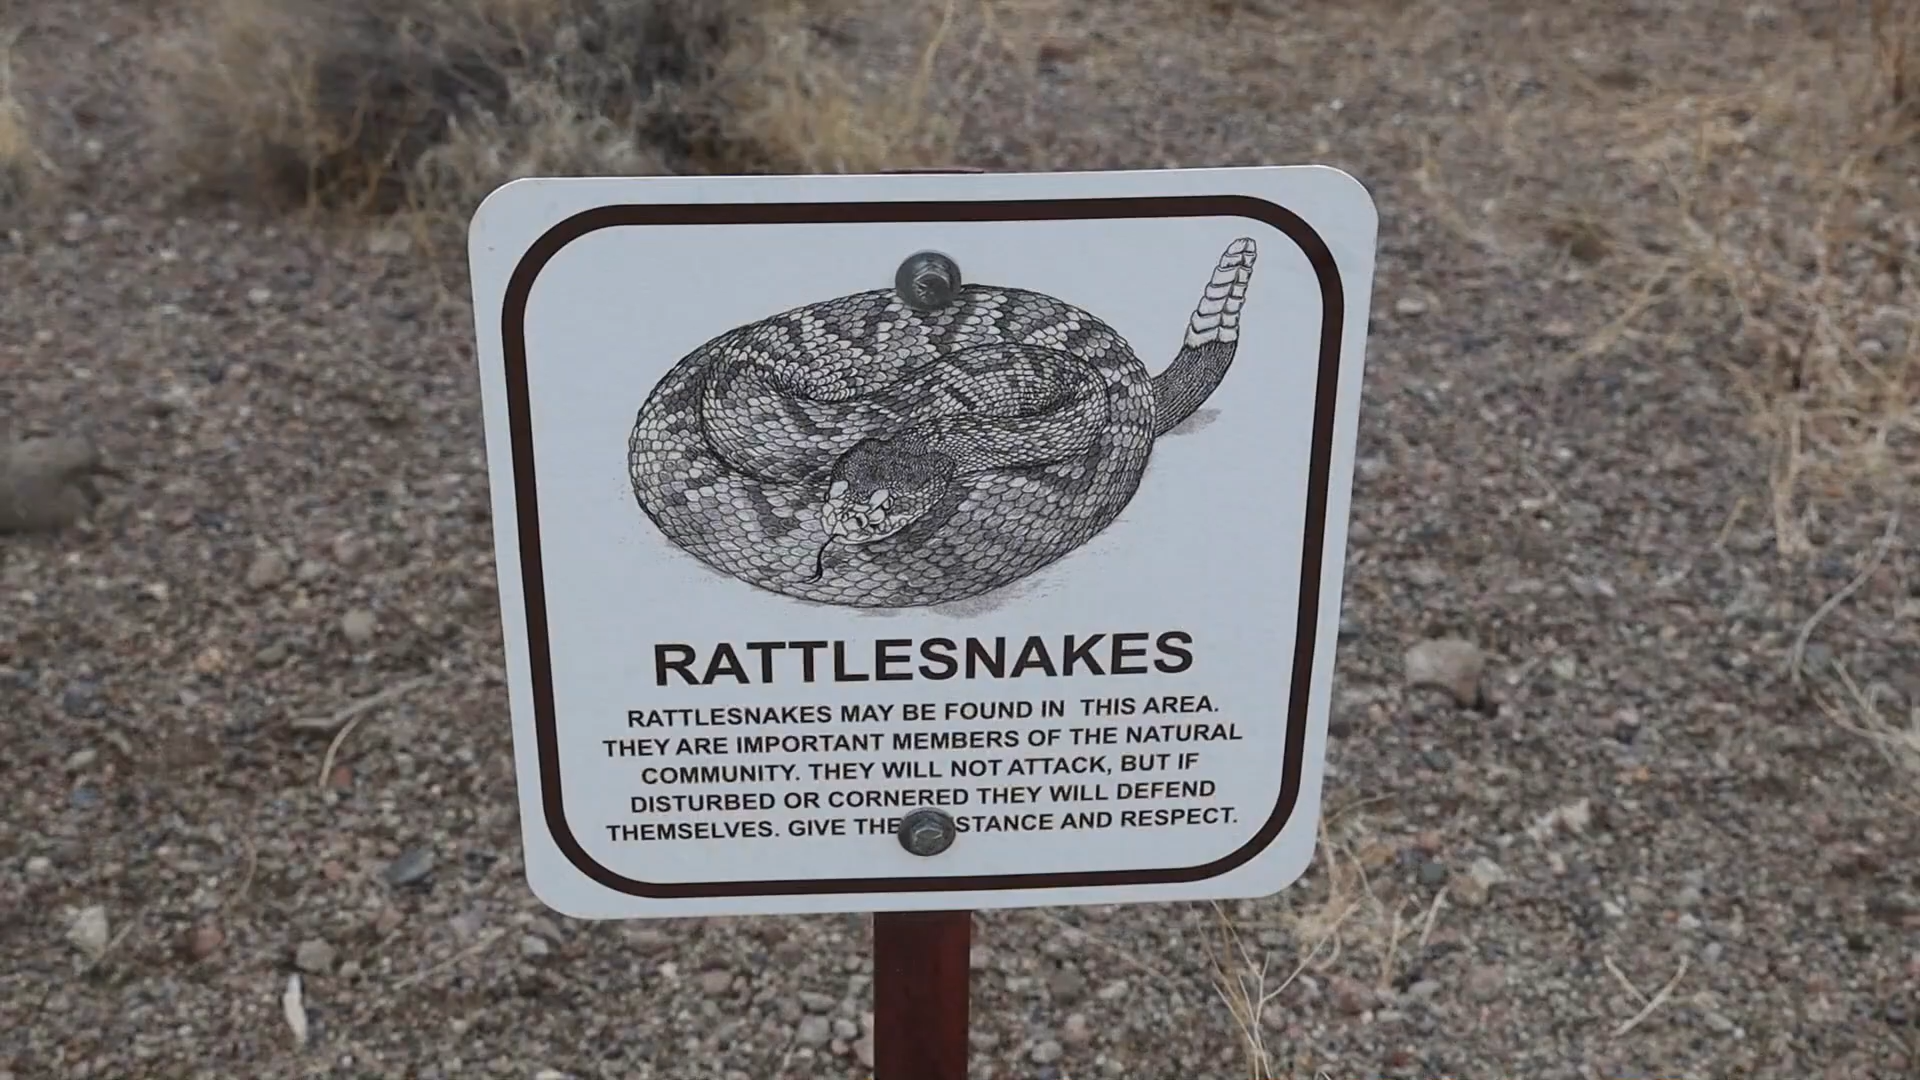 RATTLESNAKES
RATTLESNAKES MAY BE FOUND IN THIS AREA.
THEY ARE IMPORTANT MEMBERS OF THE NATURAL
COMMUNITY. THEY WILL NOT ATTACK, BUT IF
DISTURBED OR CORNERED THEY WILL DEFEND
THEMSELVES. GIVE THE STANCE AND RESPECT.